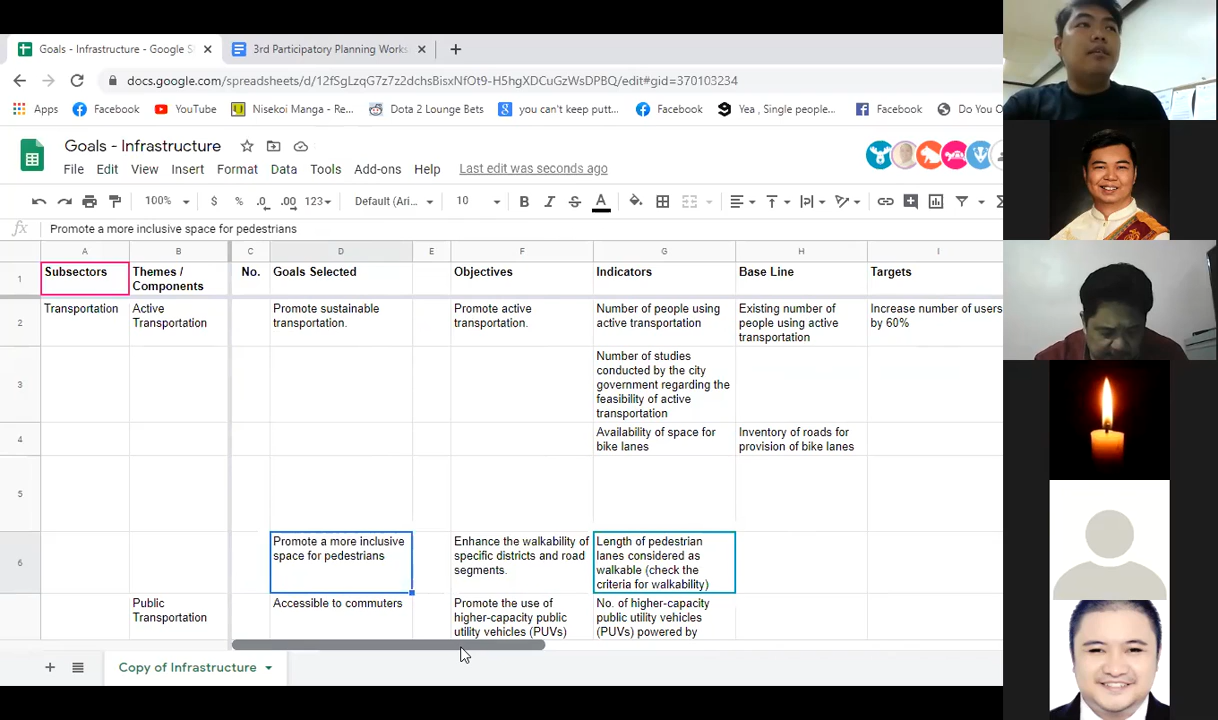 Goals - Infrastructure - Google S
3rd Participatory Planning Works
docs.google.com/spreadsheets/d/12fSgLzqG7z7z2dchsBisxNfOt9-H5hgXDCuGzWsDPBQ/edit#gid=370103234
Apps Facebook YouTube Nisekoi Manga - Re... Dota 2 Lounge Bets you can't keep putt... Facebook Yea , Single people... Facebook Do You O
Goals - Infrastructure
File Edit View Insert Format Data Tools Add-ons Help Last edit was seconds ago
100% $ % .0 .00 123 Default (Ari... 10 B I S A
fx Promote a more inclusive space for pedestrians
A B C D E F G H I
1 Subsectors
Themes /
Components
No.
Goals Selected
Objectives
Indicators
Base Line
Targets
2 Transportation
Active
Transportation
Promote sustainable
transportation.
Promote active
transportation.
Number of people using
active transportation
Existing number of
people using active
transportation
Increase number of users
by 60%
3
Number of studies
conducted by the city
government regarding the
feasibility of active
transportation
4
Availability of space for
bike lanes
Inventory of roads for
provision of bike lanes
5
6
Promote a more inclusive
space for pedestrians
Enhance the walkability of
specific districts and road
segments.
Length of pedestrian
lanes considered as
walkable (check the
criteria for walkability)
Public
Transportation
Accessible to commuters
Promote the use of
higher-capacity public
utility vehicles (PUVs)
No. of higher-capacity
public utility vehicles
(PUVs) powered by
Copy of Infrastructure